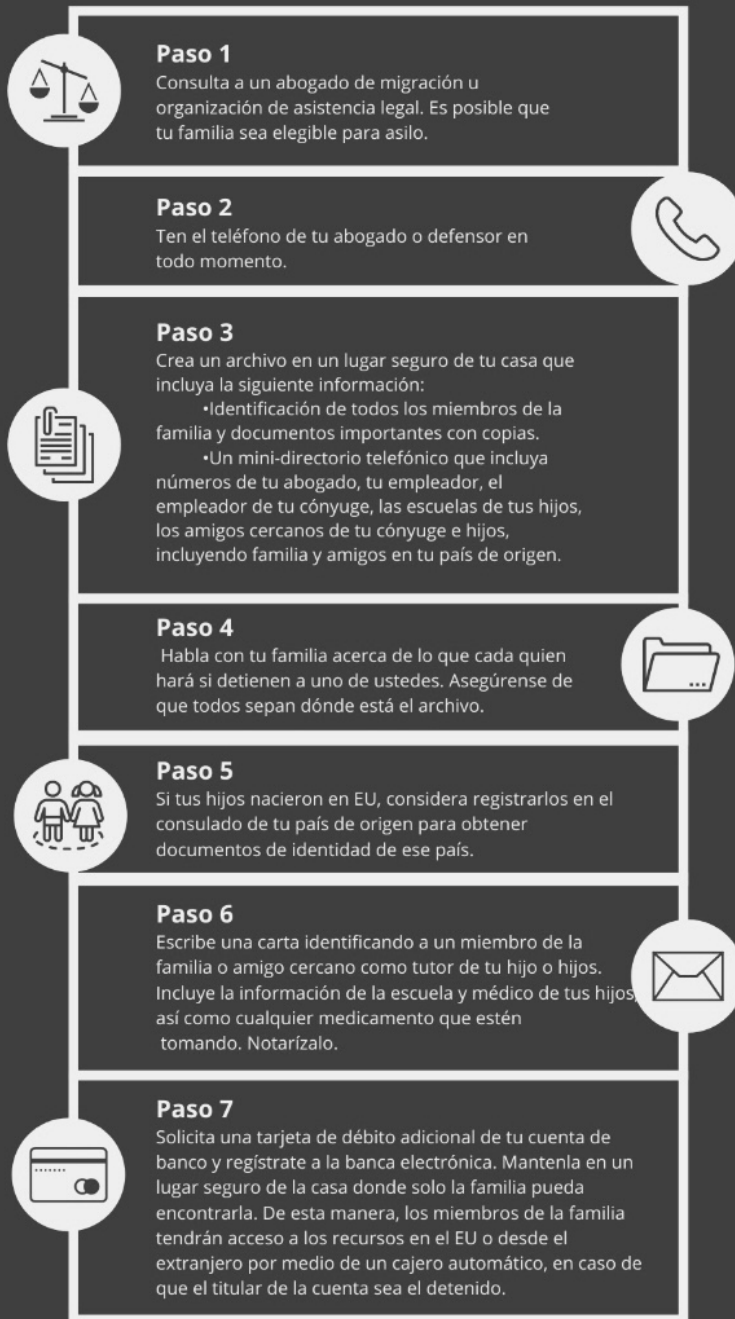 Paso 1
Consulta a un abogado de migración u
organización de asistencia legal. Es posible que
tu familia sea elegible para asilo.
Paso 2
Ten el teléfono de tu abogado o defensor en
todo momento.
Paso 3
Crea un archivo en un lugar seguro de tu casa que
incluya la siguiente información:
•Identificación de todos los miembros de la
familia y documentos importantes con copias.
•Un mini-directorio telefónico que incluya
números de tu abogado, tu empleador, el
empleador de tu cónyuge, las escuelas de tus hijos,
los amigos cercanos de tu cónyuge e hijos,
incluyendo familia y amigos en tu país de origen.
Paso 4
Habla con tu familia acerca de lo que cada quien
hará si detienen a uno de ustedes. Asegúrense de
que todos sepan dónde está el archivo.
Paso 5
Si tus hijos nacieron en EU, considera registrarlos en el
consulado de tu país de origen para obtener
documentos de identidad de ese país.
Paso 6
Escribe una carta identificando a un miembro de la
familia o amigo cercano como tutor de tu hijo o hijos.
Incluye la información de la escuela y médico de tus hijos,
así como cualquier medicamento que estén
tomando. Notarízalo.
Paso 7
Solicita una tarjeta de débito adicional de tu cuenta de
banco y regístrate a la banca electrónica. Mantenla en un
lugar seguro de la casa donde solo la familia pueda
encontrarla. De esta manera, los miembros de la familia
tendrán acceso a los recursos en el EU o desde el
extranjero por medio de un cajero automático, en caso de
que el titular de la cuenta sea el detenido.